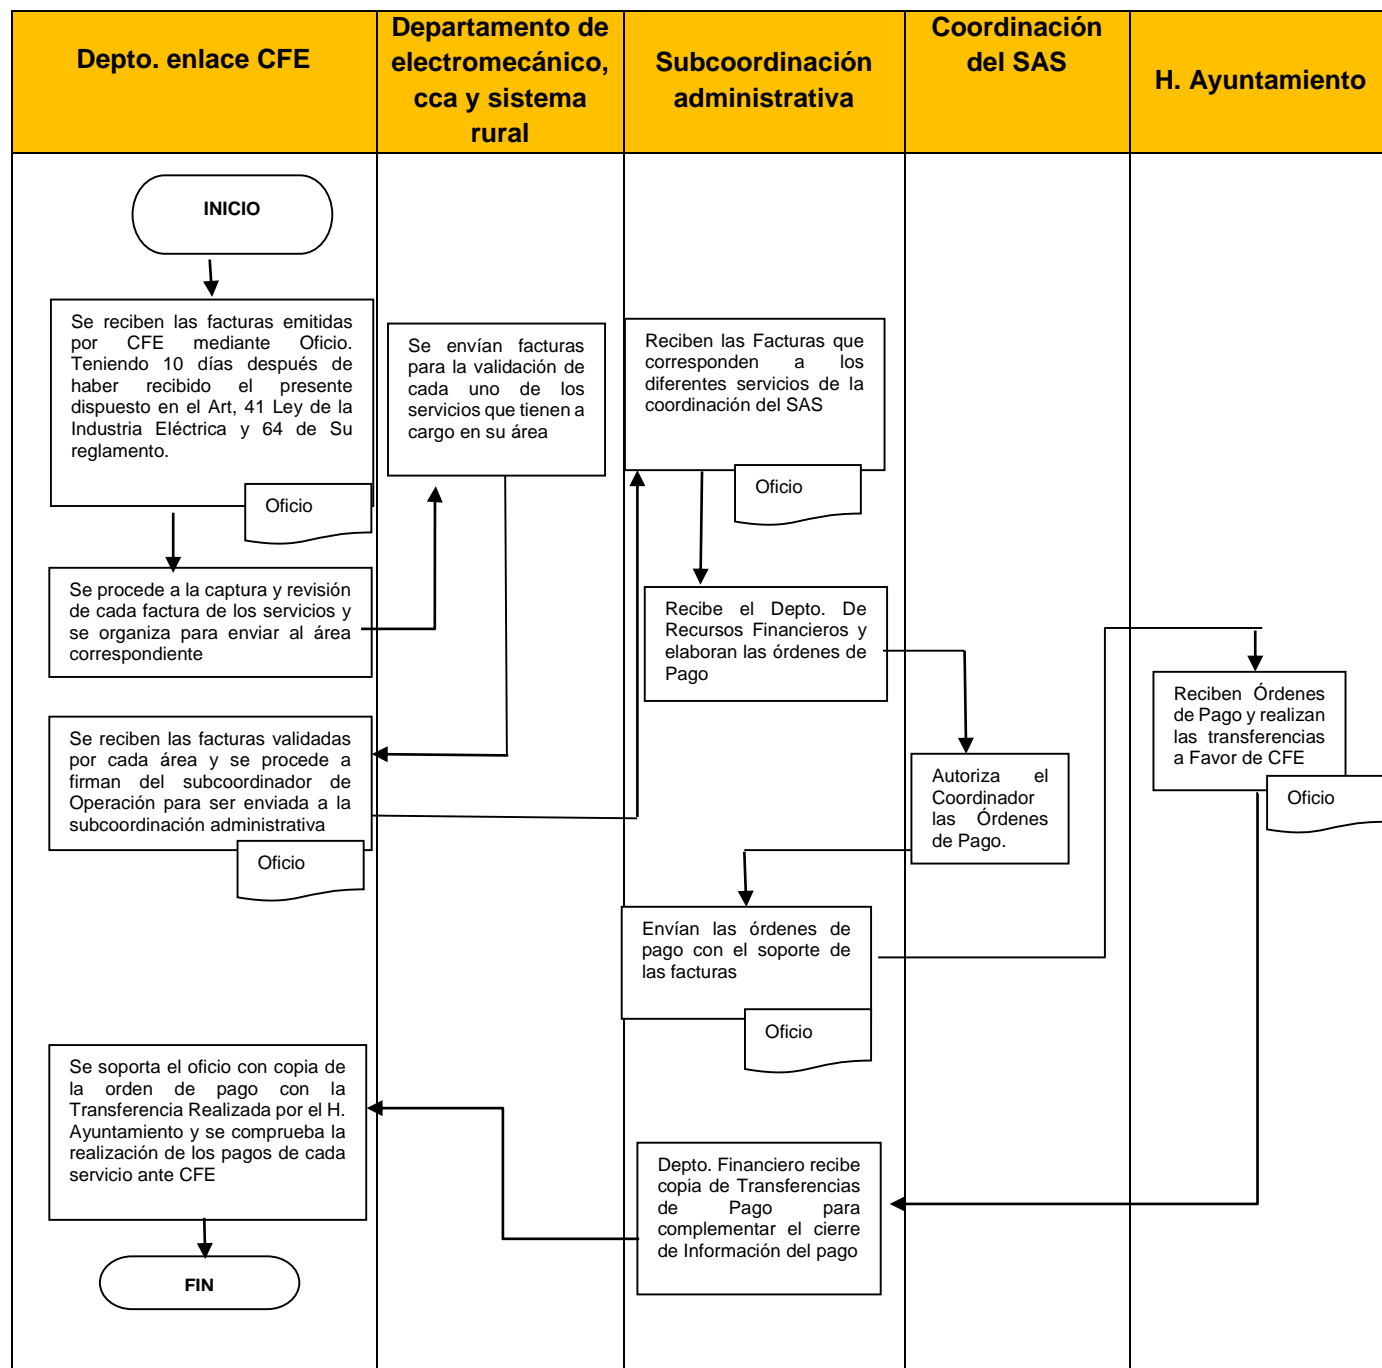 Depto. enlace CFE
Departamento de
electromecánico,
cca y sistema
rural
Subcoordinación
administrativa
Coordinación
del SAS
H. Ayuntamiento
INICIO
Se reciben las facturas emitidas
por CFE mediante Oficio.
Teniendo 10 días después de
haber recibido el presente
dispuesto en el Art, 41 Ley de la
Industria Eléctrica y 64 de Su
reglamento.
Oficio
Se procede a la captura y revisión
de cada factura de los servicios y
se organiza para enviar al área
correspondiente
Se envían facturas
para la validación de
cada uno de los
servicios que tienen a
cargo en su área
Se reciben las facturas validadas
por cada área y se procede a
firman del subcoordinador de
Operación para ser enviada a la
subcoordinación administrativa
Oficio
Reciben las Facturas que
corresponden a los
diferentes servicios de la
coordinación del SAS
Oficio
Recibe el Depto. De
Recursos Financieros y
elaboran las órdenes de
Pago
Autoriza el
Coordinador
las Órdenes
de Pago.
Envían las órdenes de
pago con el soporte de
las facturas
Oficio
Reciben Órdenes
de Pago y realizan
las transferencias
a Favor de CFE
Oficio
Depto. Financiero recibe
copia de Transferencias
de Pago para
complementar el cierre
de Información del pago
Se soporta el oficio con copia de
la orden de pago con la
Transferencia Realizada por el H.
Ayuntamiento y se comprueba la
realización de los pagos de cada
servicio ante CFE
FIN